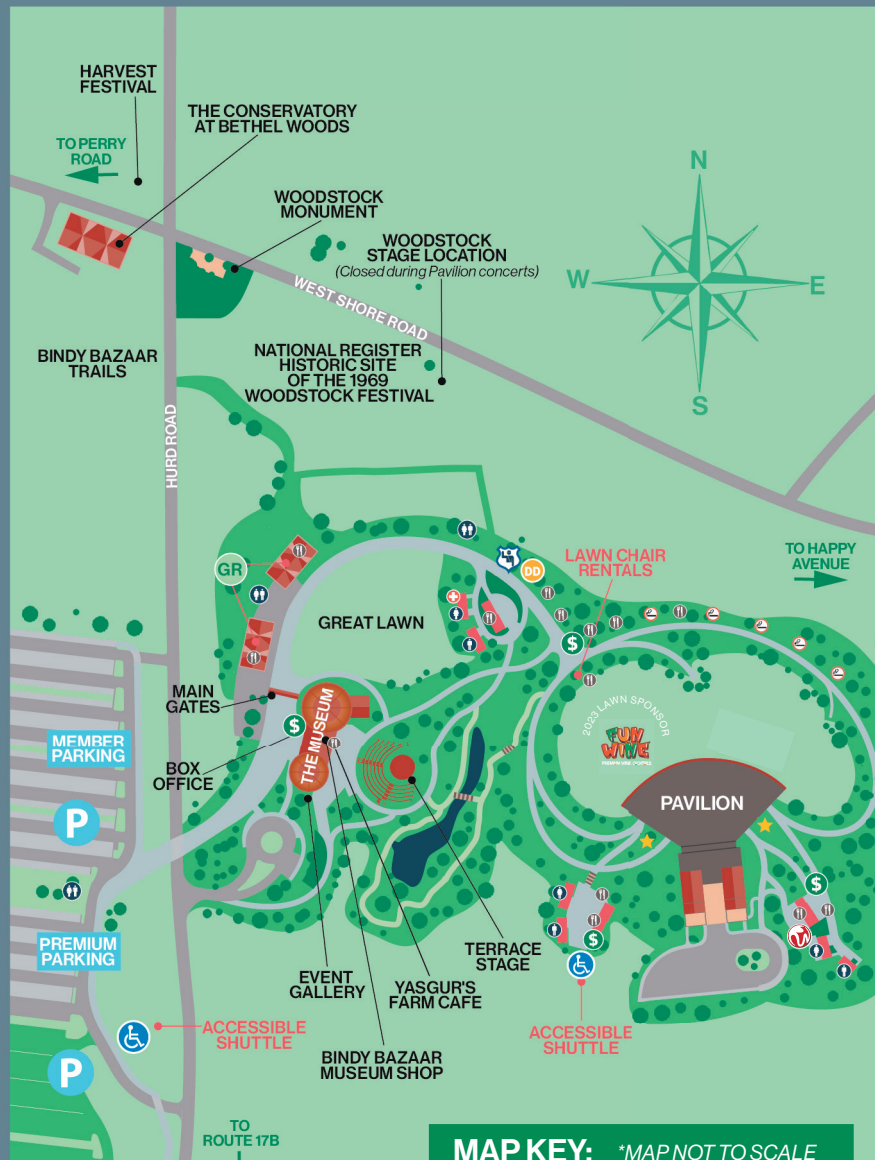 HARVEST
FESTIVAL
THE CONSERVATORY
AT BETHEL WOODS
TO PERRY
ROAD
WOODSTOCK
MONUMENT
WOODSTOCK
STAGE LOCATION
(Closed during Pavilion concerts)
N
W
E
S
WEST SHORE ROAD
BINDY BAZAAR
TRAILS
NATIONAL REGISTER
HISTORIC SITE
OF THE 1969
WOODSTOCK FESTIVAL
HURD ROAD
LAWN CHAIR
RENTALS
TO HAPPY
AVENUE
DD
GR
GREAT LAWN
$
MAIN
GATES
THE MUSEUM
$
2023 LAWN SPONSOR
FUN
WINE
MEMBER
PARKING
BOX
OFFICE
P
PAVILION
$
PREMIUM
PARKING
TERRACE
STAGE
$
EVENT
GALLERY
YASGUR'S
FARM CAFE
ACCESSIBLE
SHUTTLE
ACCESSIBLE
SHUTTLE
BINDY BAZAAR
MUSEUM SHOP
P
TO
ROUTE 17B
MAP KEY: *MAP NOT TO SCALE